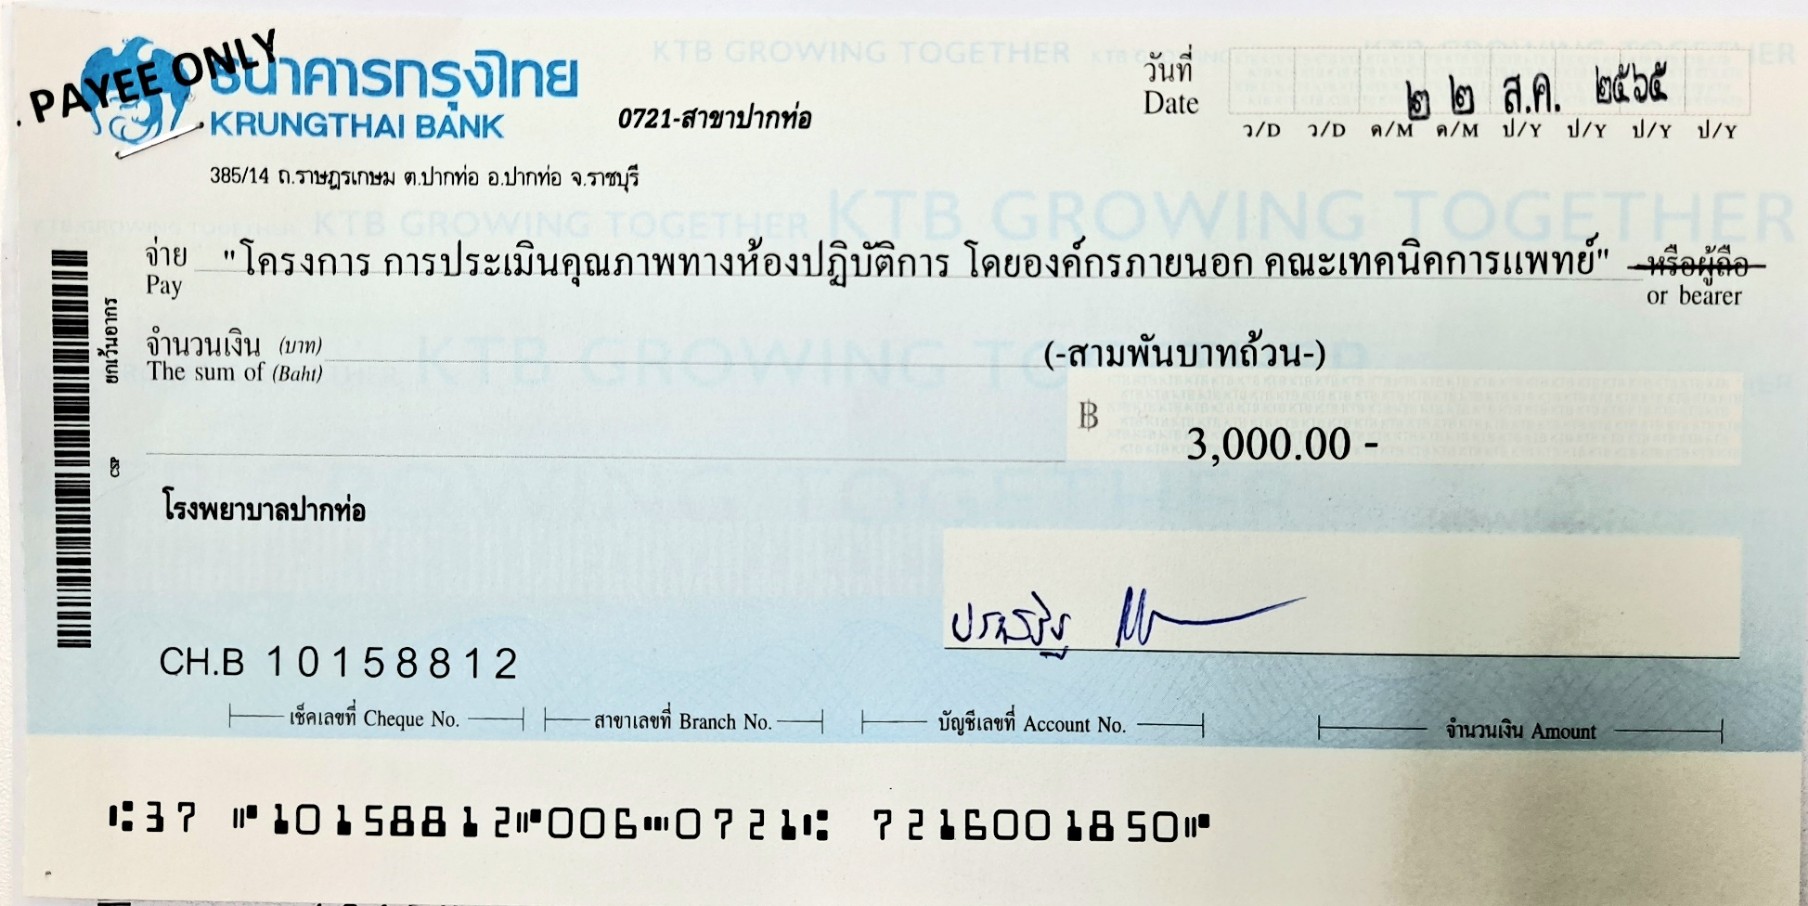 PAYEE ONLY
ธนาคารกรุงไทย
KRUNGTHAI BANK
0721-สาขาปากท่อ
385/14 ถ.ราษฎรเกษม ต.ปากท่อ อ.ปากท่อ จ.ราชบุรี
KTB GROWING TOGETHER
วันที่
Date
๒๒ ส.ค. ๒๕๖๕
ว/D ว/D ด/M ด/M ป/Y ป/Y ป/Y ป/Y
KTB GROWING TOGETHER KTB GROWING TOGETHER
จ่าย "โครงการ การประเมินคุณภาพทางห้องปฏิบัติการ โดยองค์กรภายนอก คณะเทคนิคการแพทย์" หรือผู้ถือ
Pay or bearer
จำนวนเงิน (บาท) (-สามพันบาทถ้วน-)
The sum of (Baht)
KTB GROWING TOGETHER
฿ 3,000.00 -
ยกเว้นอากร
CSP
โรงพยาบาลปากท่อ
CH.B 10158812
เช็คเลขที่ Cheque No. สาขาเลขที่ Branch No. บัญชีเลขที่ Account No. จำนวนเงิน Amount
37 10158812 006 0721 7216001850